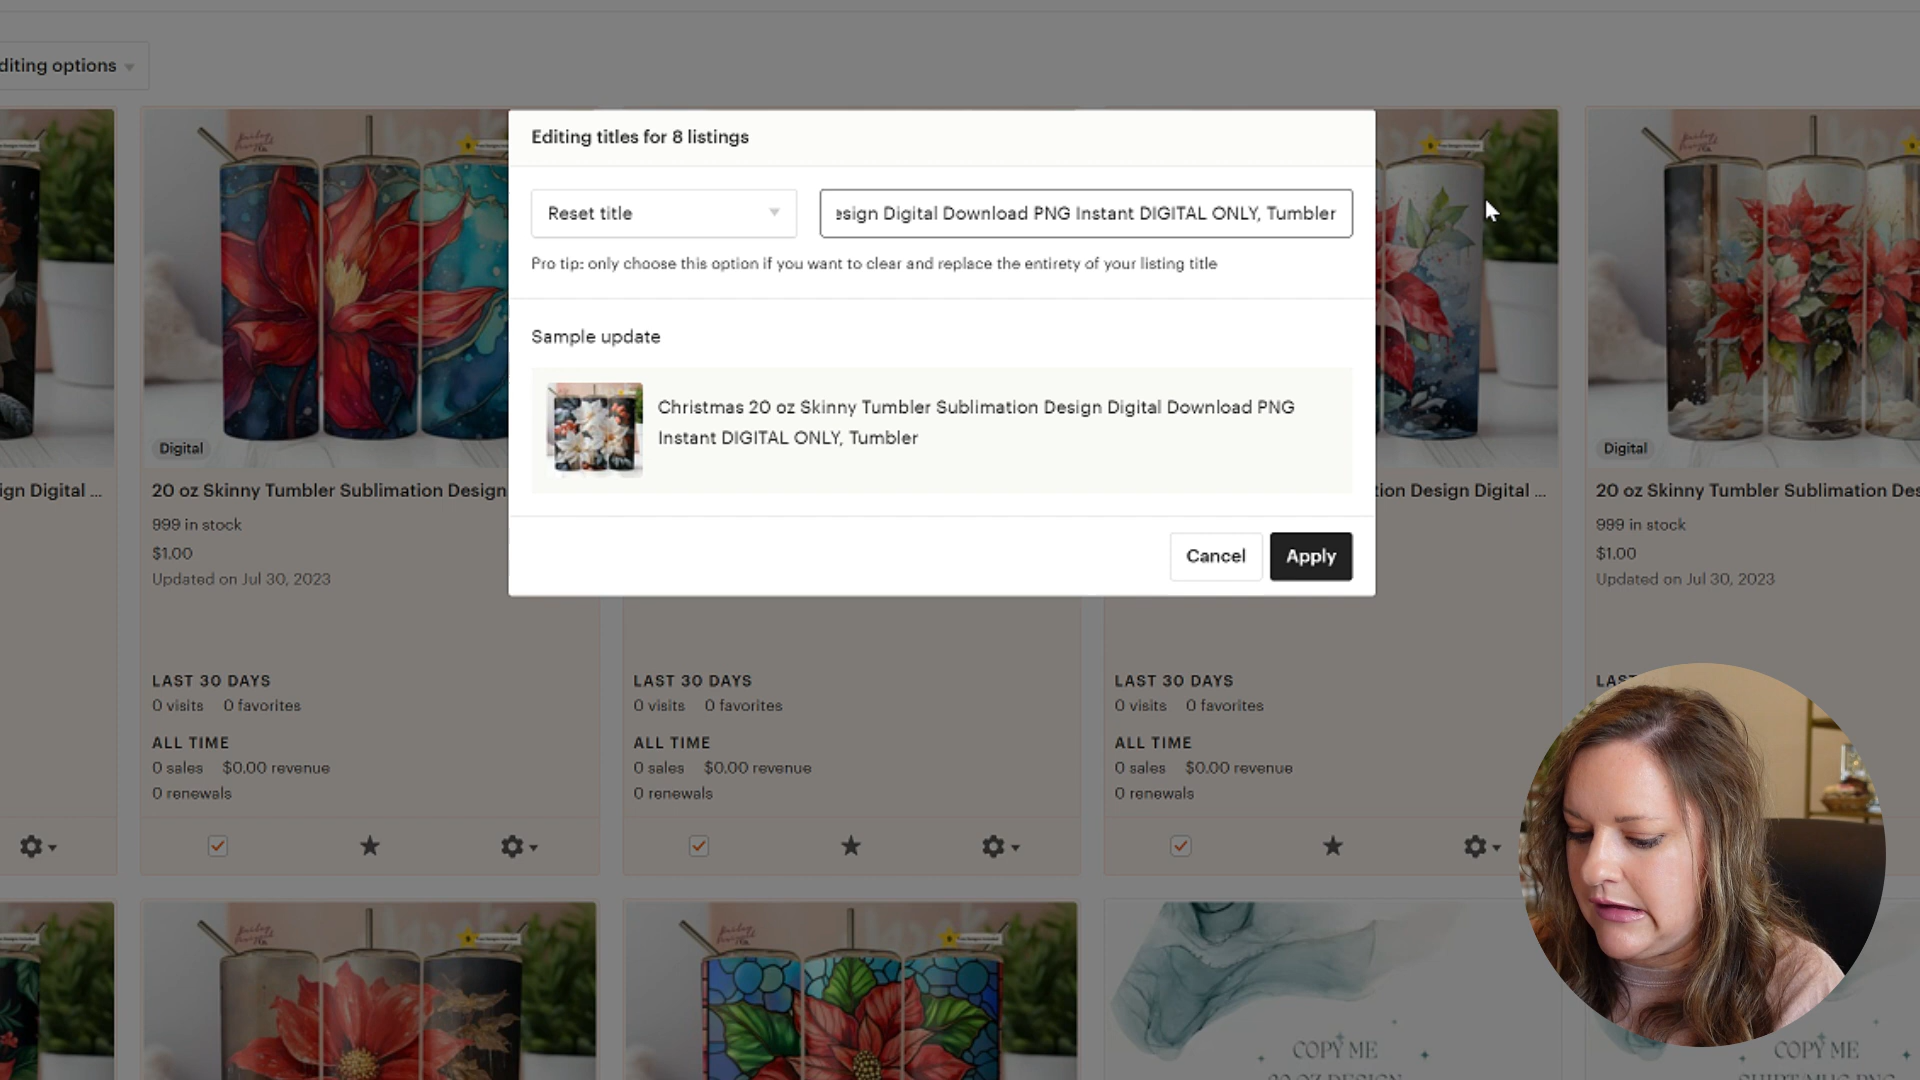 diting options
Editing titles for 8 listings
Reset title
esign Digital Download PNG Instant DIGITAL ONLY, Tumbler
Pro tip: only choose this option if you want to clear and replace the entirety of your listing title
Sample update
Christmas 20 oz Skinny Tumbler Sublimation Design Digital Download PNG
Instant DIGITAL ONLY, Tumbler
Cancel
Apply
Digital
Digital
ign Digital ...
20 oz Skinny Tumbler Sublimation Design
tion Design Digital ...
20 oz Skinny Tumbler Sublimation Des
999 in stock
$1.00
Updated on Jul 30, 2023
999 in stock
$1.00
Updated on Jul 30, 2023
LAST 30 DAYS
0 visits 0 favorites
ALL TIME
0 sales $0.00 revenue
0 renewals
LAST 30 DAYS
0 visits 0 favorites
ALL TIME
0 sales $0.00 revenue
0 renewals
LAST 30 DAYS
0 visits 0 favorites
ALL TIME
0 sales $0.00 revenue
0 renewals
LAS
COPY ME
20 OZ DESIGN
COPY ME
SHIRT/MUG PNG